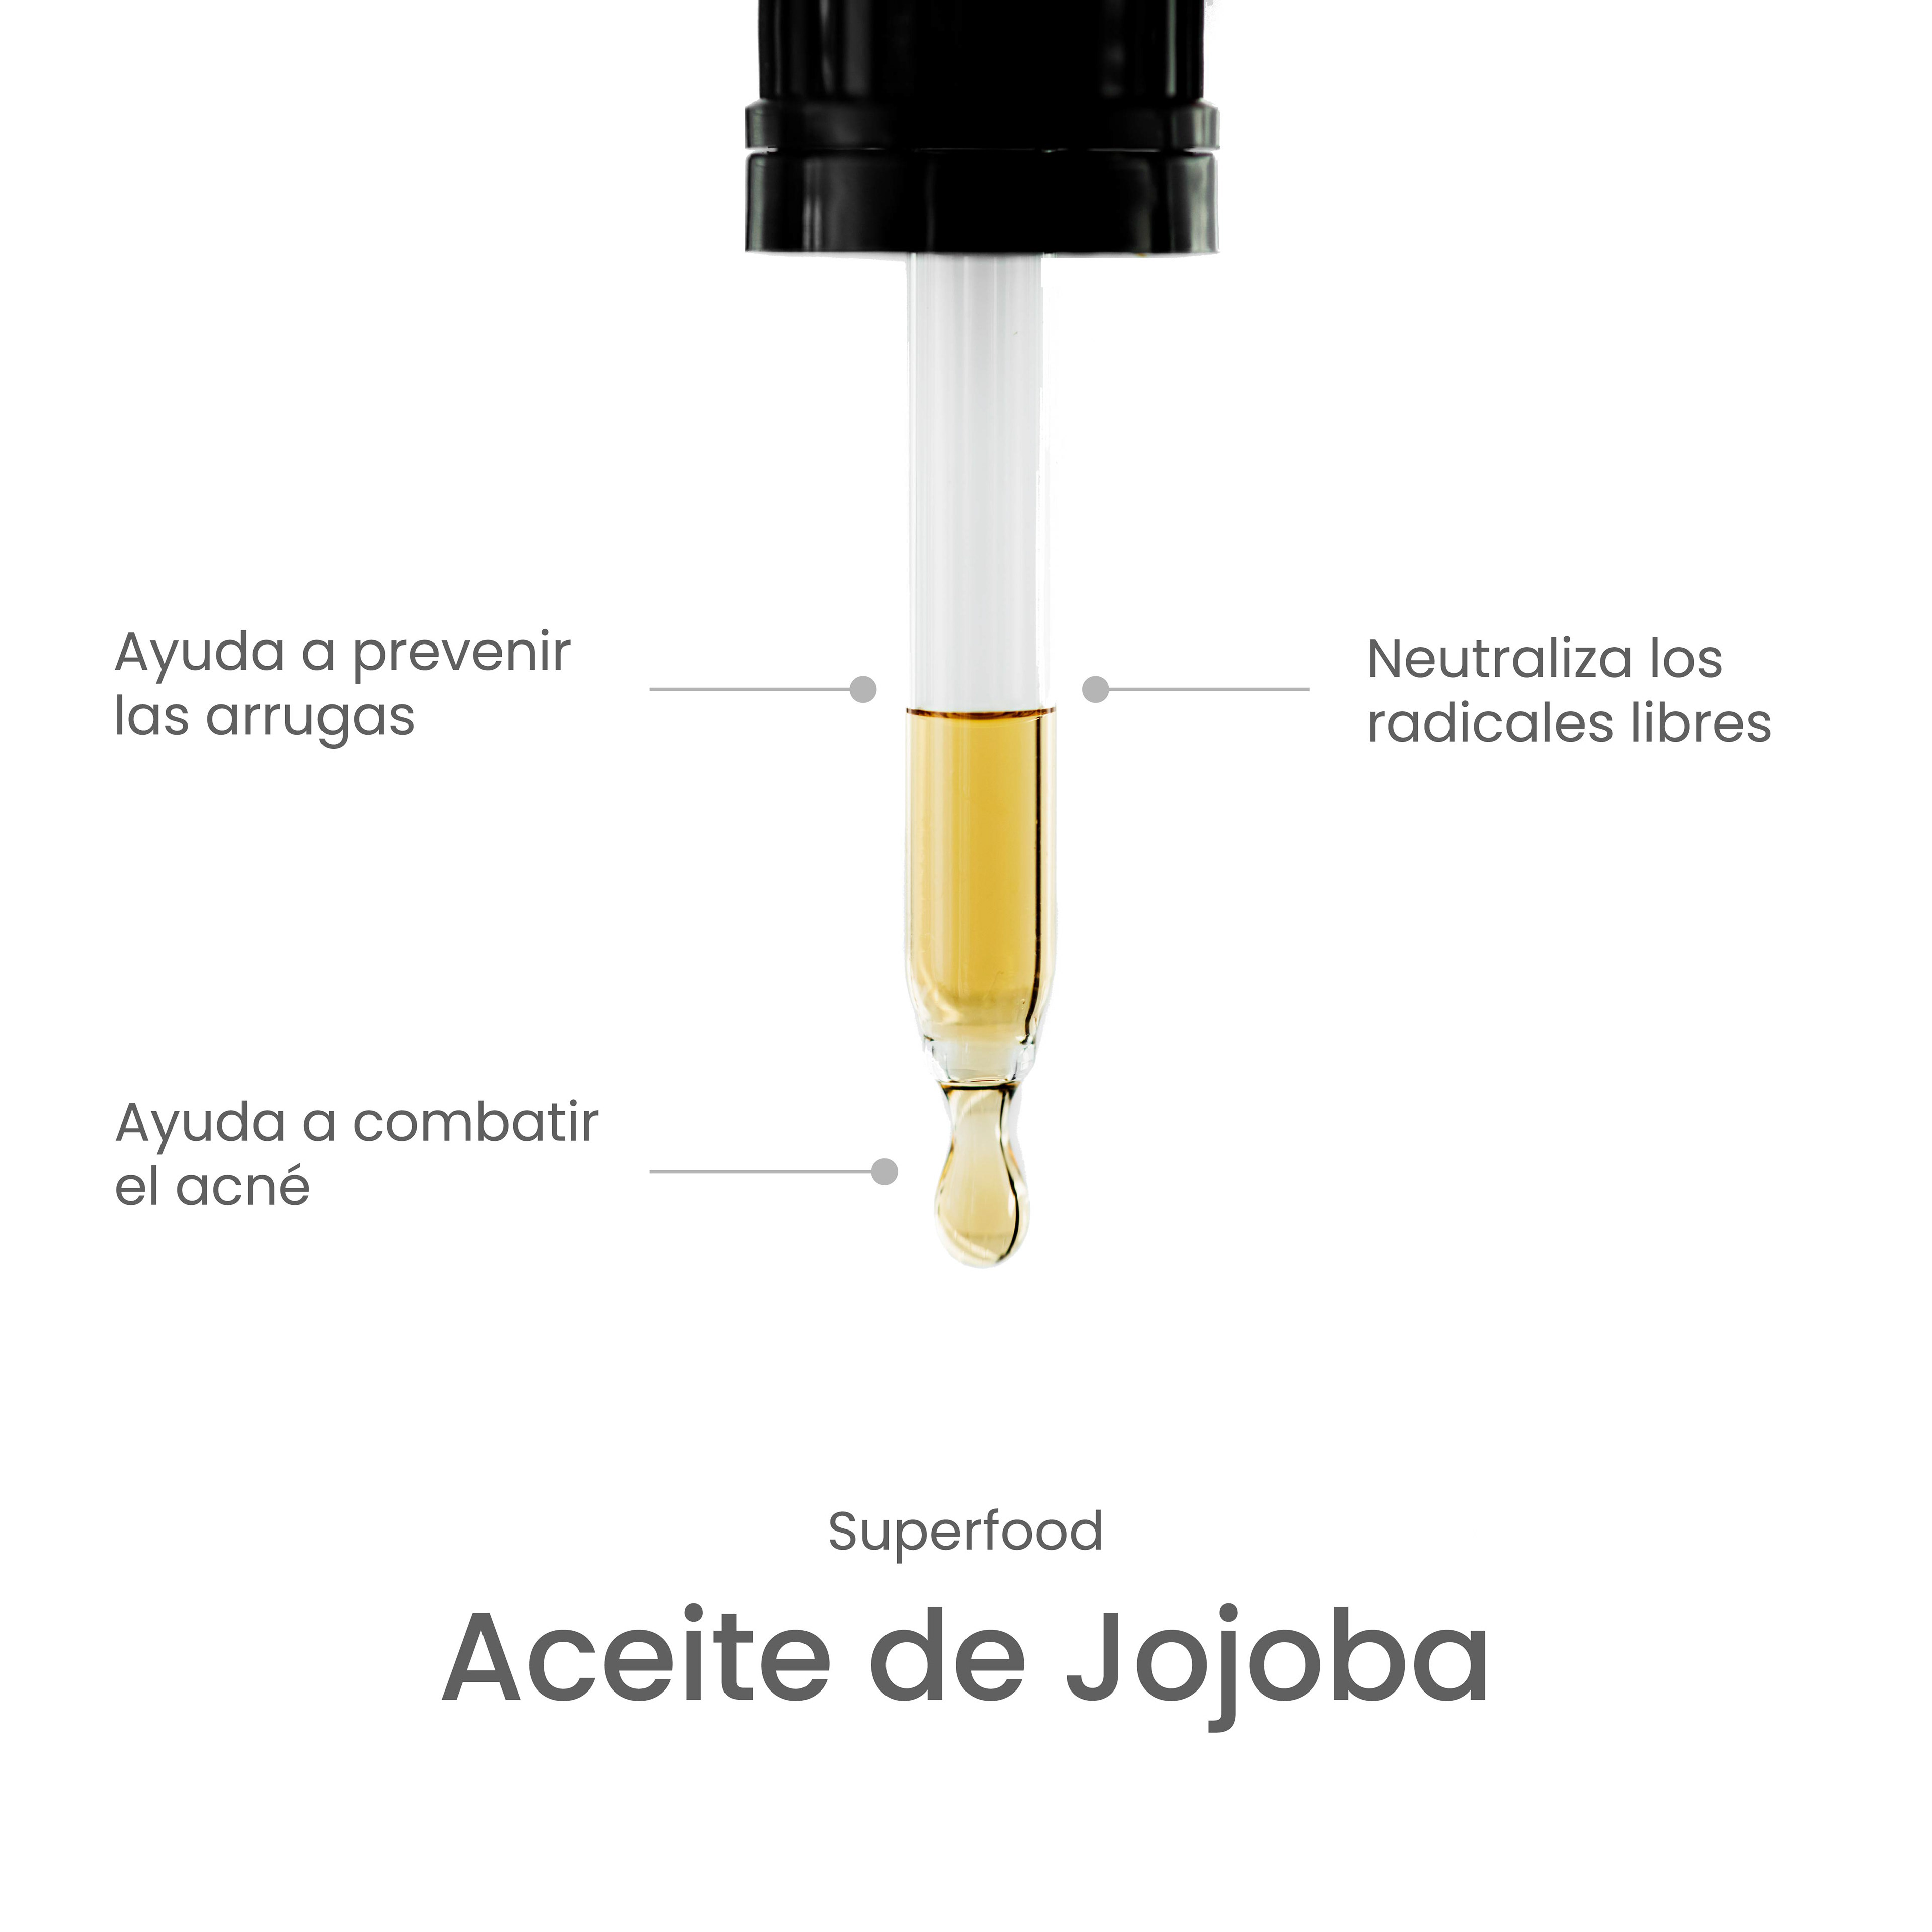 Ayuda a prevenir
las arrugas
Neutraliza los
radicales libres
Ayuda a combatir
el acné
Superfood
Aceite de Jojoba